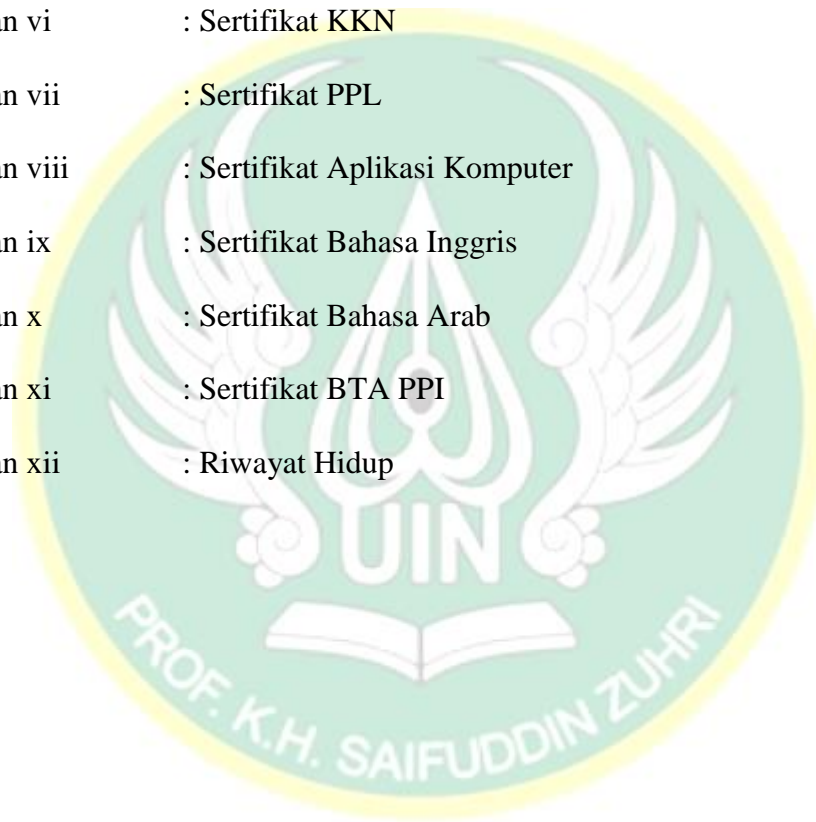 an vi : Sertifikat KKN
an vii : Sertifikat PPL
an viii : Sertifikat Aplikasi Komputer
an ix : Sertifikat Bahasa Inggris
an x : Sertifikat Bahasa Arab
an xi : Sertifikat BTA PPI
an xii : Riwayat Hidup
UIN
PROF. K.H. SAIFUDDIN ZUHRI